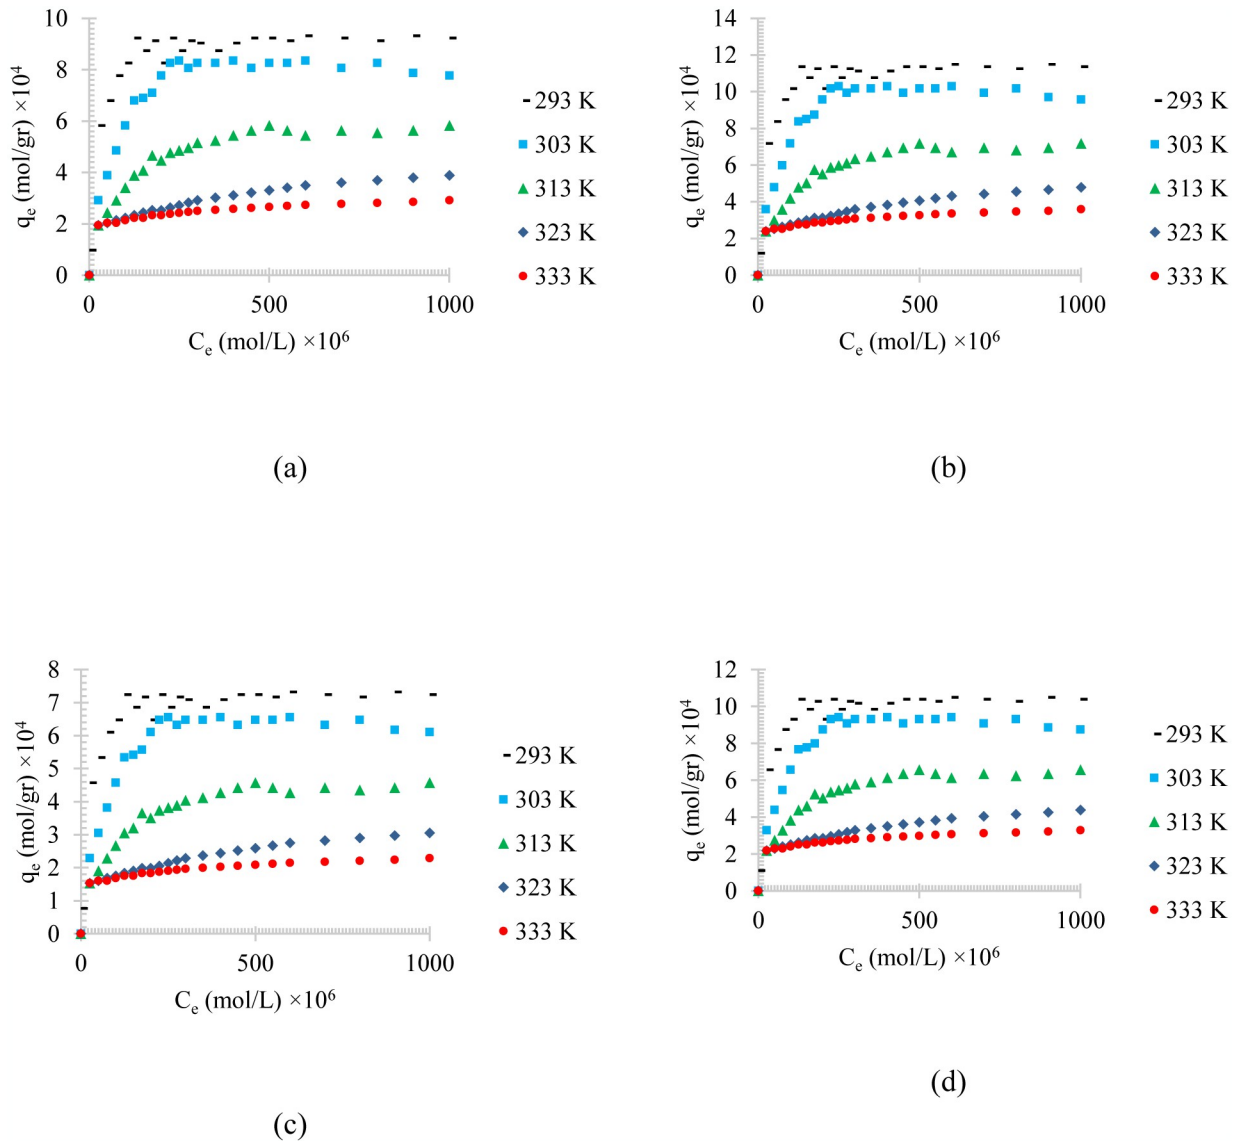 qₑ (mol/gr) ×10⁴
10
8
6
4
2
0
0 500 1000
Cₑ (mol/L) ×10⁶
293 K
303 K
313 K
323 K
333 K
(a)
qₑ (mol/gr) ×10⁴
14
12
10
8
6
4
2
0
0 500 1000
Cₑ (mol/L) ×10⁶
293 K
303 K
313 K
323 K
333 K
(b)
qₑ (mol/gr) ×10⁴
8
7
6
5
4
3
2
1
0
0 500 1000
Cₑ (mol/L) ×10⁶
293 K
303 K
313 K
323 K
333 K
(c)
qₑ (mol/gr) ×10⁴
12
10
8
6
4
2
0
0 500 1000
Cₑ (mol/L) ×10⁶
293 K
303 K
313 K
323 K
333 K
(d)